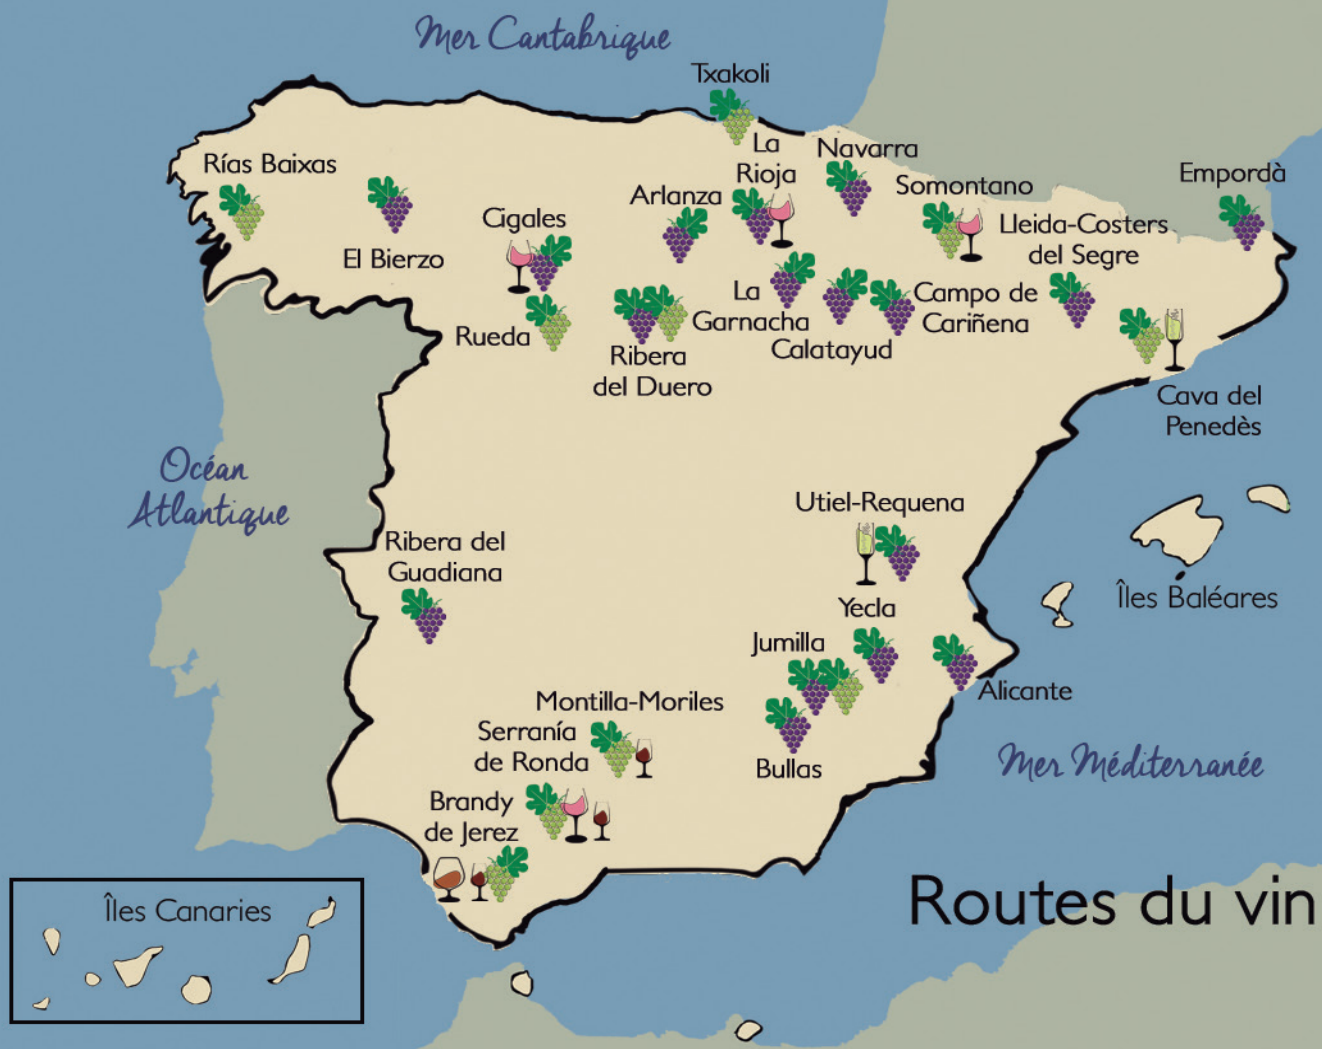 Mer Cantabrique
Txakoli
La
Rioja
Navarra
Rías Baixas
Arlanza
Somontano
Empordà
Cigales
Lleida-Costers
del Segre
El Bierzo
La
Garnacha
Campo de
Cariñena
Rueda
Calatayud
Ribera
del Duero
Cava del
Penedès
Océan
Atlantique
Utiel-Requena
Ribera del
Guadiana
Îles Baléares
Yecla
Jumilla
Alicante
Montilla-Moriles
Serranía
de Ronda
Bullas
Mer Méditerranée
Brandy
de Jerez
Routes du vin
Îles Canaries